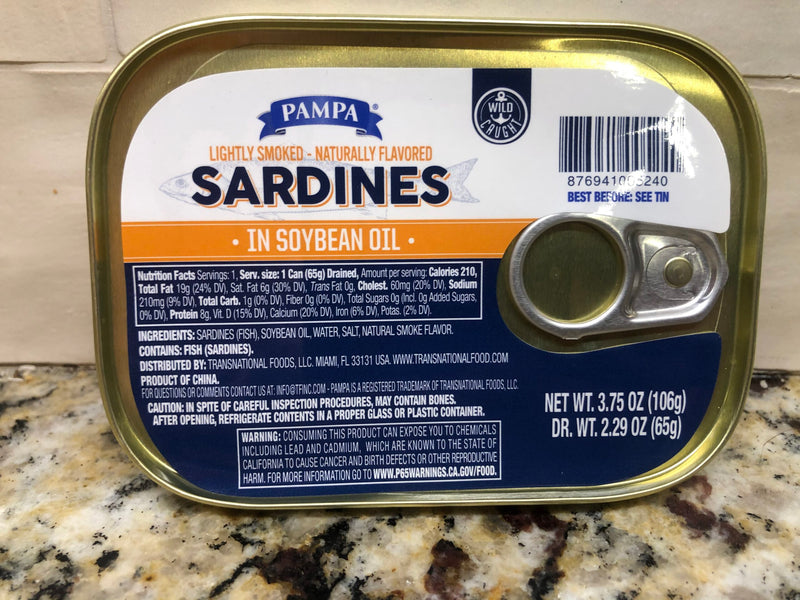 PAMPA®
WILD
CAUGHT
LIGHTLY SMOKED - NATURALLY FLAVORED
SARDINES
• IN SOYBEAN OIL •
BEST BEFORE: SEE TIN
Nutrition Facts Servings: 1, Serv. size: 1 Can (65g) Drained, Amount per serving: Calories 210,
Total Fat 19g (24% DV), Sat. Fat 6g (30% DV), Trans Fat 0g, Cholest. 60mg (20% DV), Sodium
210mg (9% DV), Total Carb. 1g (0% DV), Fiber 0g (0% DV), Total Sugars 0g (Incl. 0g Added Sugars,
0% DV), Protein 8g, Vit. D (15% DV), Calcium (20% DV), Iron (6% DV), Potas. (2% DV).
INGREDIENTS: SARDINES (FISH), SOYBEAN OIL, WATER, SALT, NATURAL SMOKE FLAVOR.
CONTAINS: FISH (SARDINES).
DISTRIBUTED BY: TRANSNATIONAL FOODS, LLC. MIAMI, FL 33131 USA. WWW.TRANSNATIONALFOOD.COM
PRODUCT OF CHINA.
FOR QUESTIONS OR COMMENTS CONTACT US AT: INFO@TFINC.COM - PAMPA IS A REGISTERED TRADEMARK OF TRANSNATIONAL FOODS, LLC.
CAUTION: IN SPITE OF CAREFUL INSPECTION PROCEDURES, MAY CONTAIN BONES.
AFTER OPENING, REFRIGERATE CONTENTS IN A PROPER GLASS OR PLASTIC CONTAINER.
NET WT. 3.75 OZ (106g)
DR. WT. 2.29 OZ (65g)
WARNING: CONSUMING THIS PRODUCT CAN EXPOSE YOU TO CHEMICALS
INCLUDING LEAD AND CADMIUM, WHICH ARE KNOWN TO THE STATE OF
CALIFORNIA TO CAUSE CANCER AND BIRTH DEFECTS OR OTHER REPRODUCTIVE
HARM. FOR MORE INFORMATION GO TO WWW.P65WARNINGS.CA.GOV/FOOD.